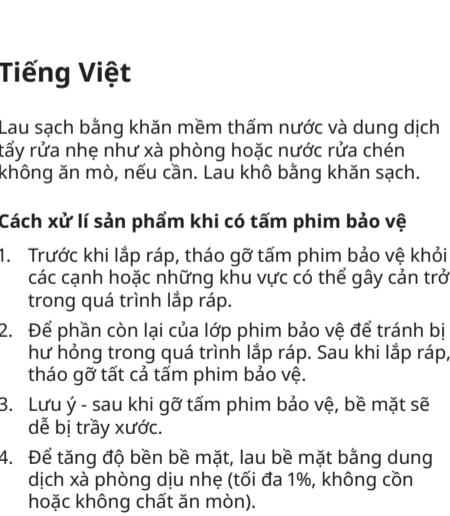 Tiếng Việt
Lau sạch bằng khăn mềm thấm nước và dung dịch
tẩy rửa nhẹ như xà phòng hoặc nước rửa chén
không ăn mò, nếu cần. Lau khô bằng khăn sạch.
Cách xử lí sản phẩm khi có tấm phim bảo vệ
1. Trước khi lắp ráp, tháo gỡ tấm phim bảo vệ khỏi
các cạnh hoặc những khu vực có thể gây cản trở
trong quá trình lắp ráp.
2. Để phần còn lại của lớp phim bảo vệ để tránh bị
hư hỏng trong quá trình lắp ráp. Sau khi lắp ráp,
tháo gỡ tất cả tấm phim bảo vệ.
3. Lưu ý - sau khi gỡ tấm phim bảo vệ, bề mặt sẽ
dễ bị trầy xước.
4. Để tăng độ bền bề mặt, lau bề mặt bằng dung
dịch xà phòng dịu nhẹ (tối đa 1%, không cồn
hoặc không chất ăn mòn).